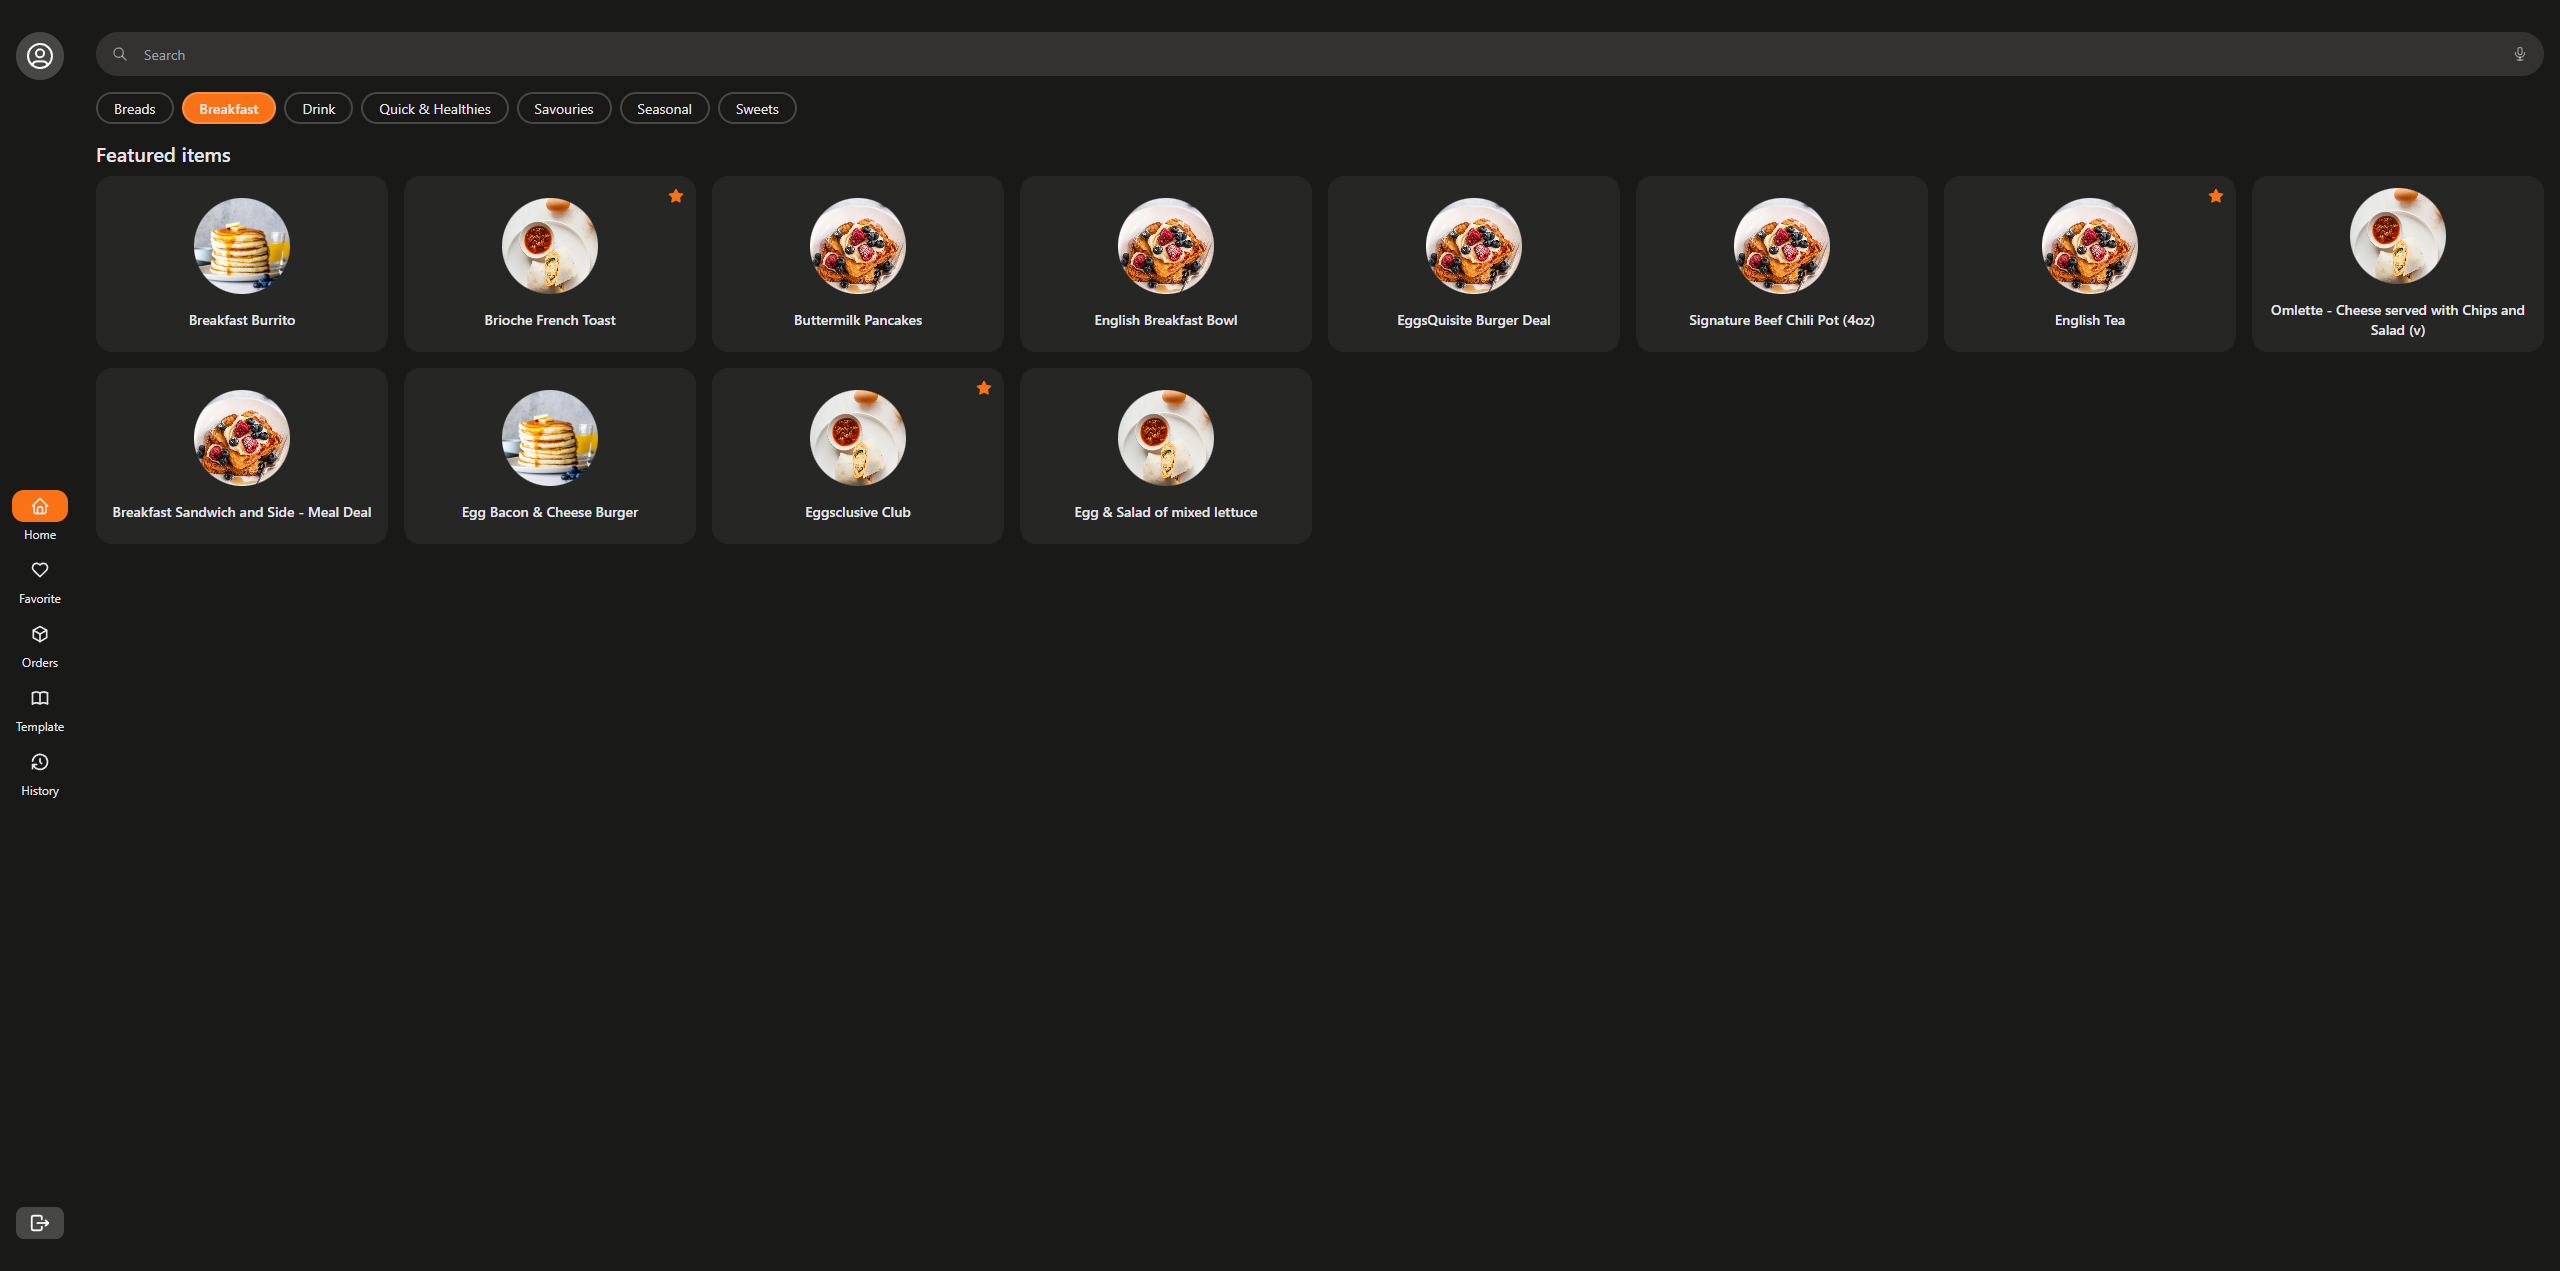 Search
Breads
Breakfast
Drink
Quick & Healthies
Savouries
Seasonal
Sweets
Featured items
Breakfast Burrito
Brioche French Toast
Buttermilk Pancakes
English Breakfast Bowl
EggsQuisite Burger Deal
Signature Beef Chili Pot (4oz)
English Tea
Omlette - Cheese served with Chips and
Salad (v)
Breakfast Sandwich and Side - Meal Deal
Egg Bacon & Cheese Burger
Eggsclusive Club
Egg & Salad of mixed lettuce
Home
Favorite
Orders
Template
History